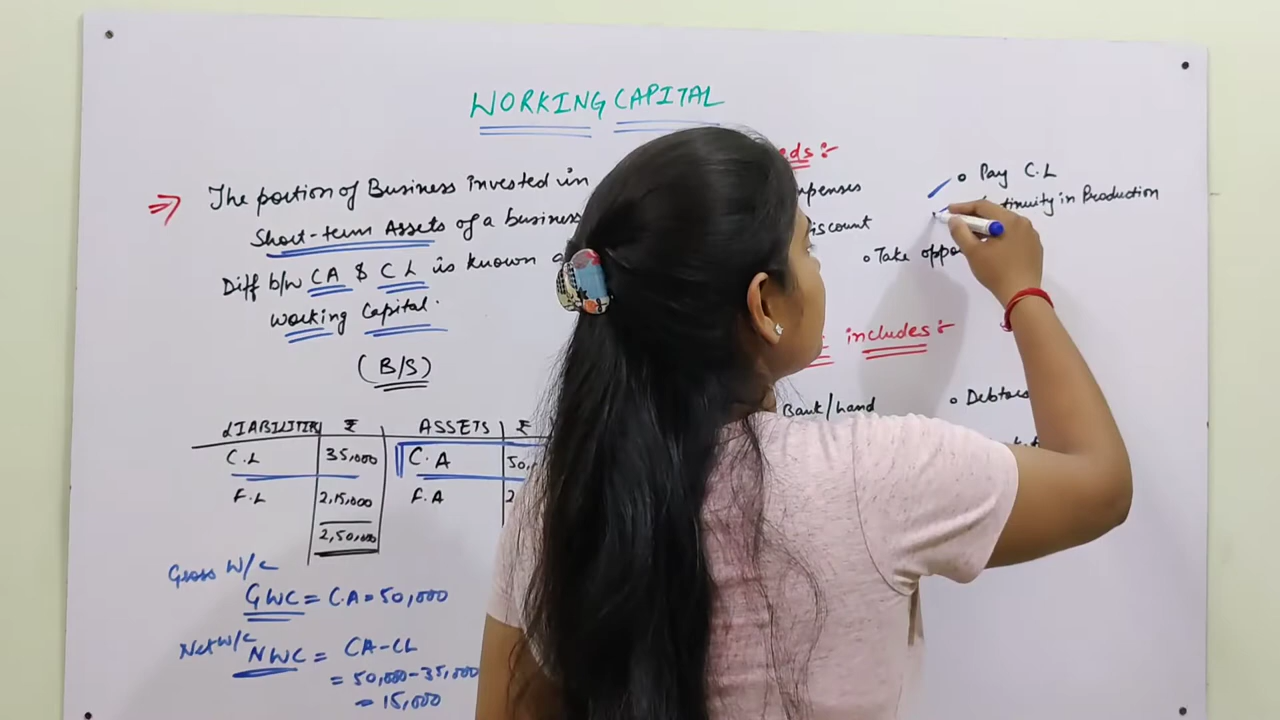 WORKING CAPITAL
The portion of Business invested in
Short-term Assets of a business
Diff b/w CA & CL is known
Working Capital.
(B/S)
LIABILITIES ₹ ASSETS ₹
C.L 35,000 C.A 50,
F.L 2,15,000 F.A 2
2,50,000
Gross W/C
GWC = C.A = 50,000
Net W/C
NWC = CA-CL
= 50,000-35,000
= 15,000
eds :-
Pay C.L
penses
tinuity in Production
iscount
Take oppo
includes :-
Bank/hand
Debtors